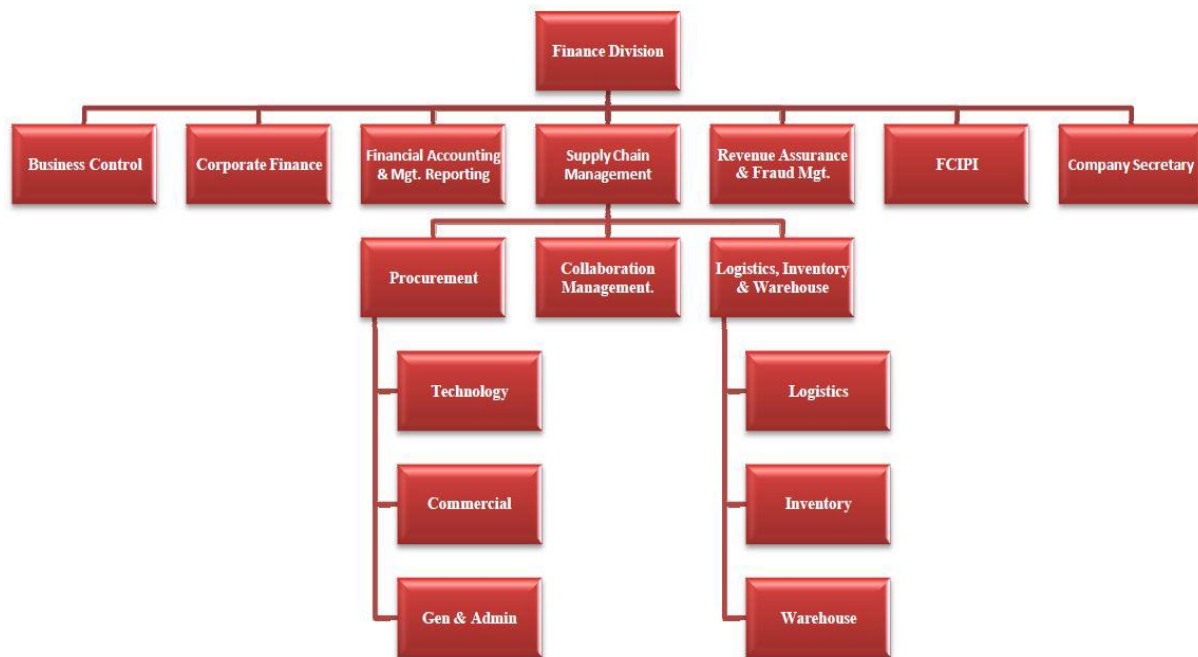 Finance Division
Business Control
Corporate Finance
Financial Accounting
& Mgt. Reporting
Supply Chain
Management
Revenue Assurance
& Fraud Mgt.
FCIPI
Company Secretary
Procurement
Collaboration
Management.
Logistics, Inventory
& Warehouse
Technology
Logistics
Commercial
Inventory
Gen & Admin
Warehouse